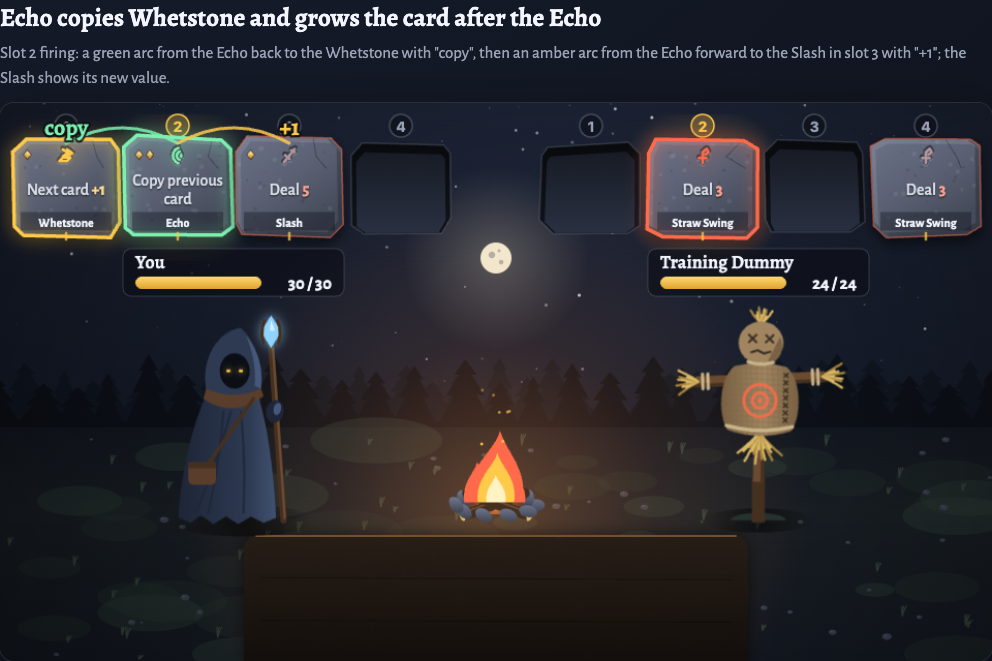 Echo copies Whetstone and grows the card after the Echo
Slot 2 firing: a green arc from the Echo back to the Whetstone with "copy", then an amber arc from the Echo forward to the Slash in slot 3 with "+1"; the
Slash shows its new value.
copy
2
+1
4
1
2
3
4
Next card +1
Whetstone
Copy previous
card
Echo
Deal 5
Slash
Deal 3
Straw Swing
Deal 3
Straw Swing
You
30/30
Training Dummy
24/24